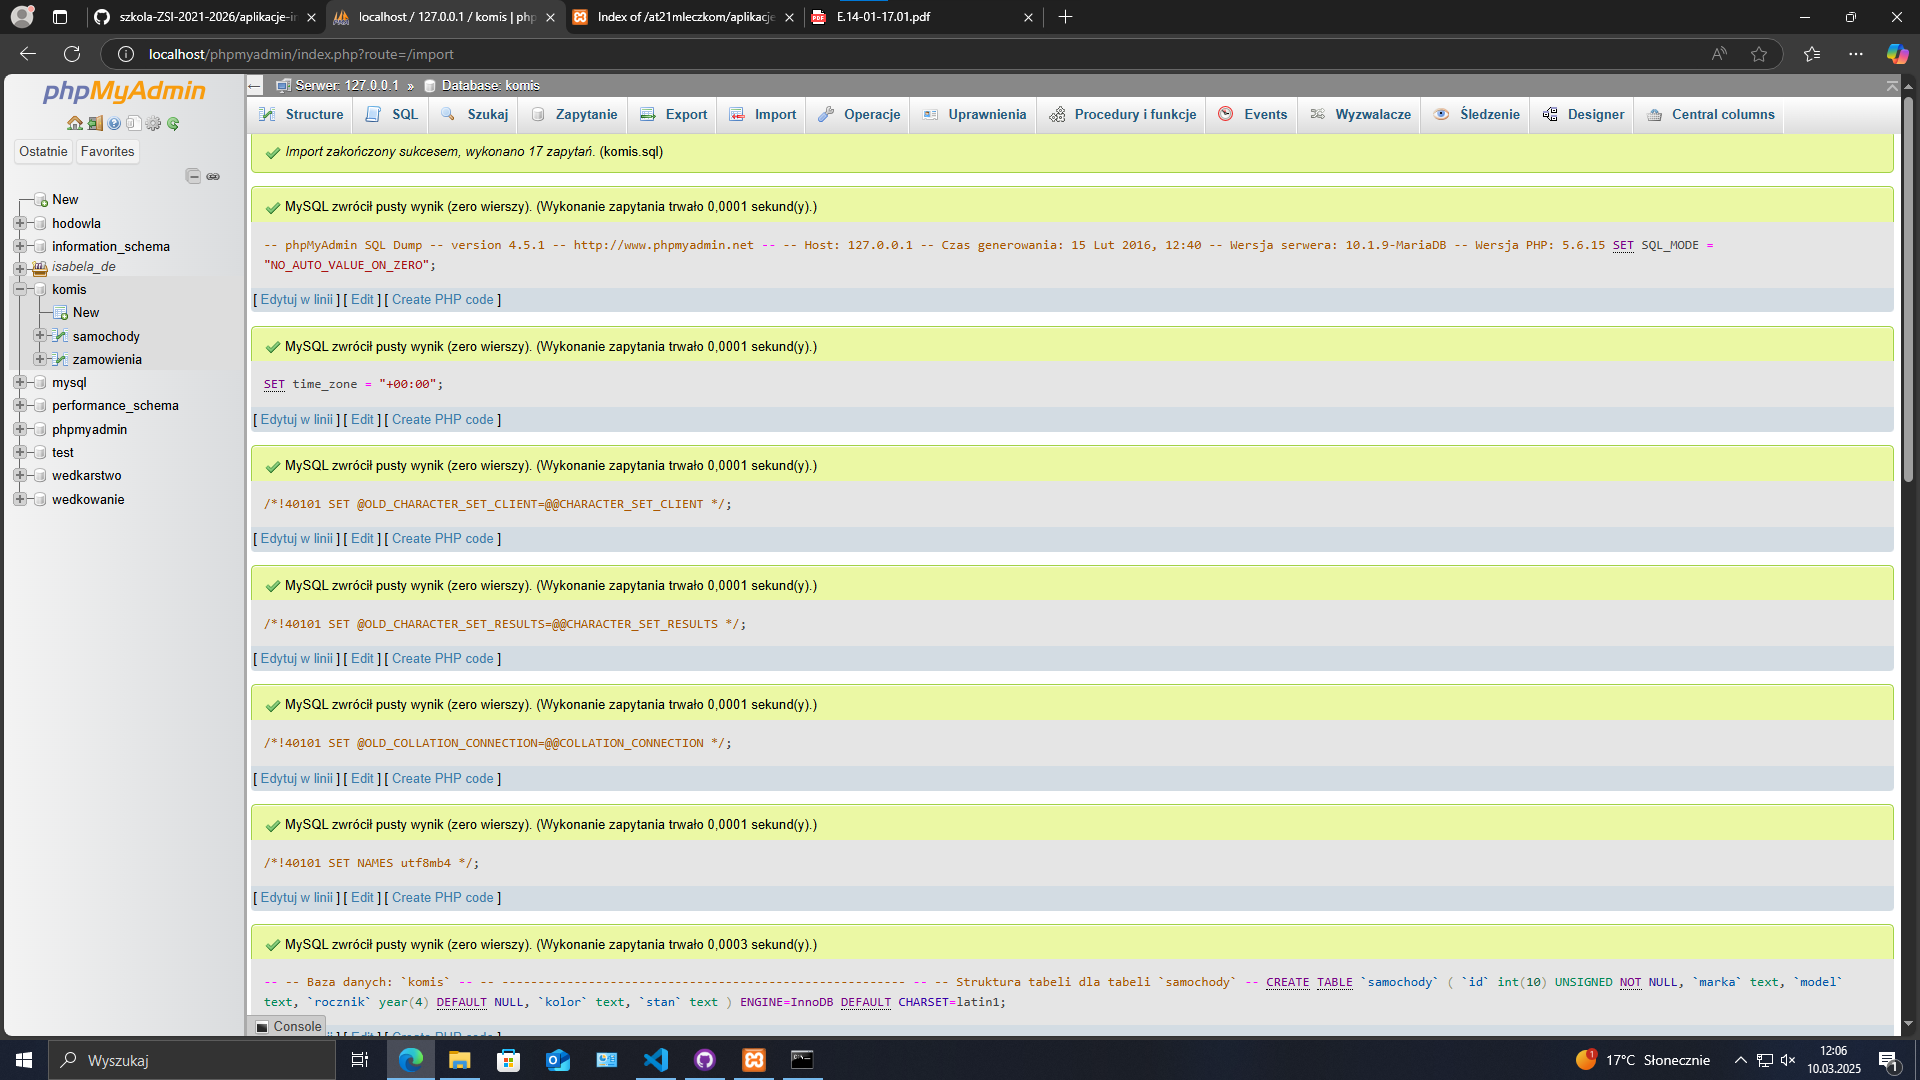 szkola-ZSI-2021-2026/aplikacje-in
localhost / 127.0.0.1 / komis | php
Index of /at21mleczkom/aplikacje
E.14-01-17.01.pdf
localhost/phpmyadmin/index.php?route=/import
phpMyAdmin
Ostatnie
Favorites
New
hodowla
information_schema
isabela_de
komis
New
samochody
zamowienia
mysql
performance_schema
phpmyadmin
test
wedkarstwo
wedkowanie
Serwer: 127.0.0.1 » Database: komis
Structure SQL Szukaj Zapytanie Export Import Operacje Uprawnienia Procedury i funkcje Events Wyzwalacze Śledzenie Designer Central columns
Import zakończony sukcesem, wykonano 17 zapytań. (komis.sql)
MySQL zwrócił pusty wynik (zero wierszy). (Wykonanie zapytania trwało 0,0001 sekund(y).)
-- phpMyAdmin SQL Dump -- version 4.5.1 -- http://www.phpmyadmin.net -- -- Host: 127.0.0.1 -- Czas generowania: 15 Lut 2016, 12:40 -- Wersja serwera: 10.1.9-MariaDB -- Wersja PHP: 5.6.15 SET SQL_MODE =
"NO_AUTO_VALUE_ON_ZERO";
[ Edytuj w linii ] [ Edit ] [ Create PHP code ]
MySQL zwrócił pusty wynik (zero wierszy). (Wykonanie zapytania trwało 0,0001 sekund(y).)
SET time_zone = "+00:00";
[ Edytuj w linii ] [ Edit ] [ Create PHP code ]
MySQL zwrócił pusty wynik (zero wierszy). (Wykonanie zapytania trwało 0,0001 sekund(y).)
/*!40101 SET @OLD_CHARACTER_SET_CLIENT=@@CHARACTER_SET_CLIENT */;
[ Edytuj w linii ] [ Edit ] [ Create PHP code ]
MySQL zwrócił pusty wynik (zero wierszy). (Wykonanie zapytania trwało 0,0001 sekund(y).)
/*!40101 SET @OLD_CHARACTER_SET_RESULTS=@@CHARACTER_SET_RESULTS */;
[ Edytuj w linii ] [ Edit ] [ Create PHP code ]
MySQL zwrócił pusty wynik (zero wierszy). (Wykonanie zapytania trwało 0,0001 sekund(y).)
/*!40101 SET @OLD_COLLATION_CONNECTION=@@COLLATION_CONNECTION */;
[ Edytuj w linii ] [ Edit ] [ Create PHP code ]
MySQL zwrócił pusty wynik (zero wierszy). (Wykonanie zapytania trwało 0,0001 sekund(y).)
/*!40101 SET NAMES utf8mb4 */;
[ Edytuj w linii ] [ Edit ] [ Create PHP code ]
MySQL zwrócił pusty wynik (zero wierszy). (Wykonanie zapytania trwało 0,0003 sekund(y).)
-- -- Baza danych: `komis` -- -- -------------------------------------------------------- -- -- Struktura tabeli dla tabeli `samochody` -- CREATE TABLE `samochody` ( `id` int(10) UNSIGNED NOT NULL, `marka` text, `model`
text, `rocznik` year(4) DEFAULT NULL, `kolor` text, `stan` text ) ENGINE=InnoDB DEFAULT CHARSET=latin1;
Console
Wyszukaj
1
17°C Słonecznie
12:06
10.03.2025
1